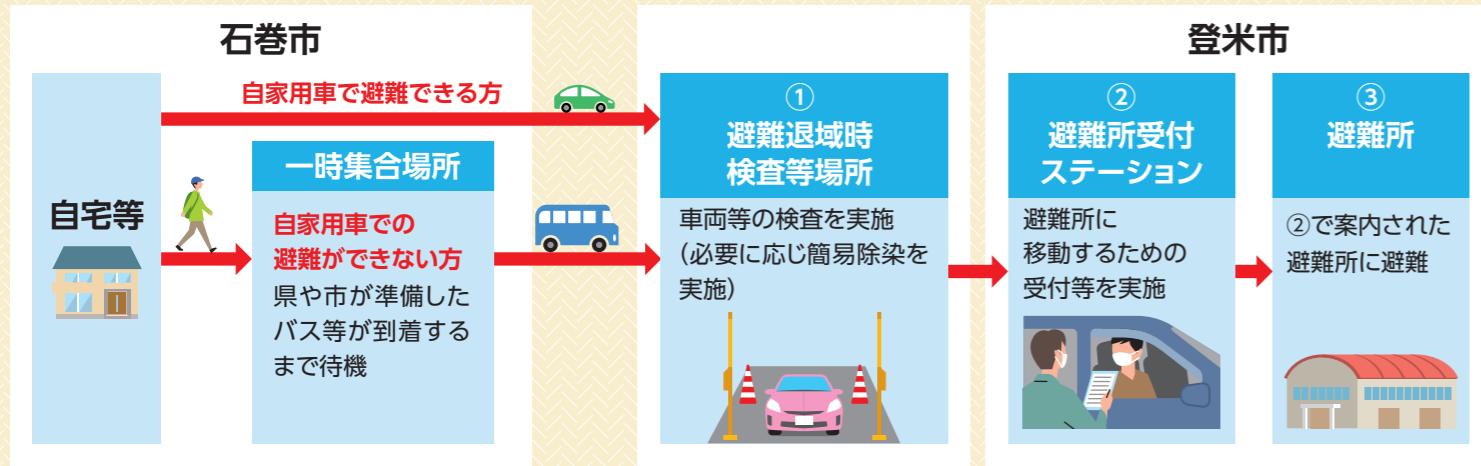 石巻市
自宅等
自家用車で避難できる方
一時集合場所
自家用車での
避難ができない方
県や市が準備した
バス等が到着する
まで待機
①
避難退域時
検査等場所
車両等の検査を実施
(必要に応じ簡易除染を
実施)
登米市
②
避難所受付
ステーション
避難所に
移動するための
受付等を実施
③
避難所
②で案内された
避難所に避難